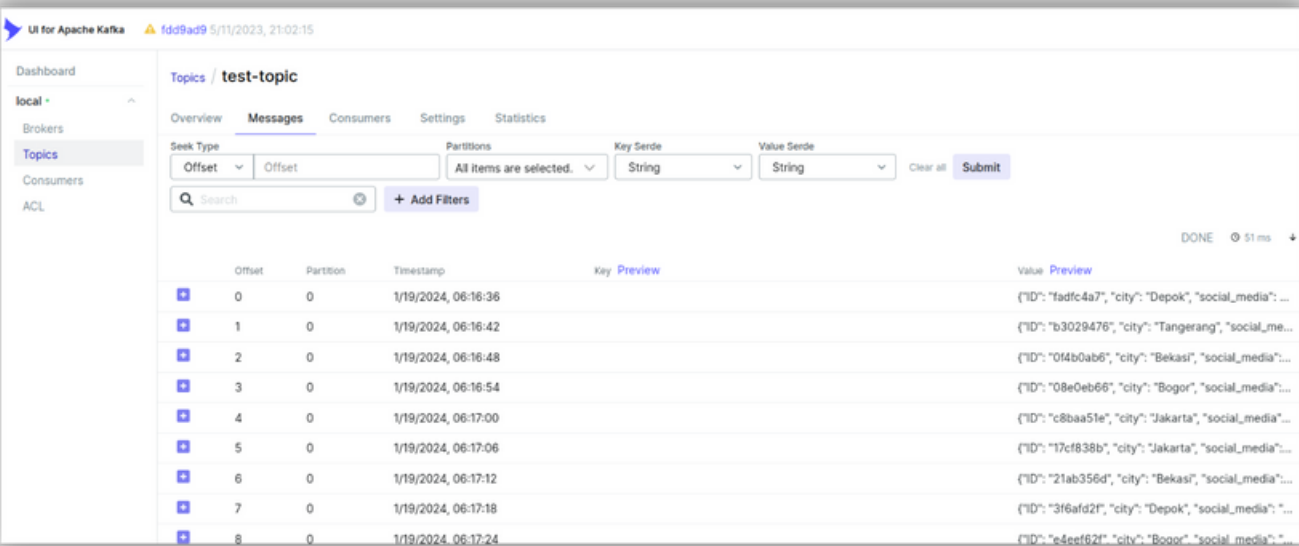 UI for Apache Kafka fdd9ad9 5/11/2023, 21:02:15
Dashboard
local
Brokers
Topics
Consumers
ACL
Topics / test-topic
Overview Messages Consumers Settings Statistics
Seek Type Partitions Key Serde Value Serde
Offset Offset All items are selected. String String Clear all Submit
Search + Add Filters
DONE 51 ms
Offset Partition Timestamp Key Preview Value Preview
0 0 1/19/2024, 06:16:36 {"ID": "fadfc4a7", "city": "Depok", "social_media": ...
1 0 1/19/2024, 06:16:42 {"ID": "b3029476", "city": "Tangerang", "social_me...
2 0 1/19/2024, 06:16:48 {"ID": "0f4b0ab6", "city": "Bekasi", "social_media":...
3 0 1/19/2024, 06:16:54 {"ID": "08e0eb66", "city": "Bogor", "social_media":...
4 0 1/19/2024, 06:17:00 {"ID": "c8baa51e", "city": "Jakarta", "social_media"...
5 0 1/19/2024, 06:17:06 {"ID": "17cf838b", "city": "Jakarta", "social_media":...
6 0 1/19/2024, 06:17:12 {"ID": "21ab356d", "city": "Bekasi", "social_media":...
7 0 1/19/2024, 06:17:18 {"ID": "3f6afd2f", "city": "Depok", "social_media": "...
8 0 1/19/2024, 06:17:24 {"ID": "e4eef62f", "city": "Bogor", "social_media": "...